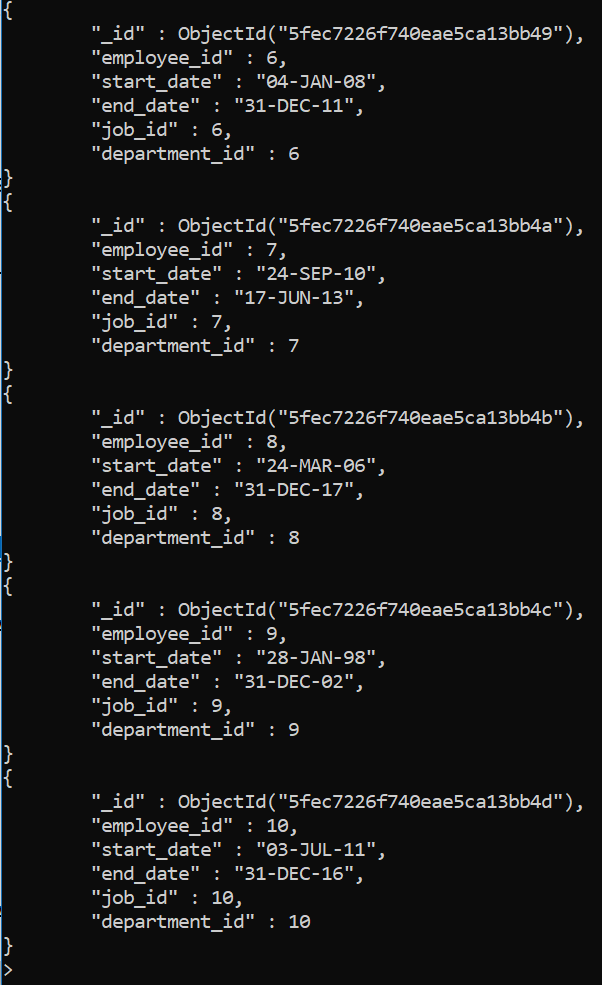 {
"_id" : ObjectId("5fec7226f740eae5ca13bb49"),
"employee_id" : 6,
"start_date" : "04-JAN-08",
"end_date" : "31-DEC-11",
"job_id" : 6,
"department_id" : 6
}
{
"_id" : ObjectId("5fec7226f740eae5ca13bb4a"),
"employee_id" : 7,
"start_date" : "24-SEP-10",
"end_date" : "17-JUN-13",
"job_id" : 7,
"department_id" : 7
}
{
"_id" : ObjectId("5fec7226f740eae5ca13bb4b"),
"employee_id" : 8,
"start_date" : "24-MAR-06",
"end_date" : "31-DEC-17",
"job_id" : 8,
"department_id" : 8
}
{
"_id" : ObjectId("5fec7226f740eae5ca13bb4c"),
"employee_id" : 9,
"start_date" : "28-JAN-98",
"end_date" : "31-DEC-02",
"job_id" : 9,
"department_id" : 9
}
{
"_id" : ObjectId("5fec7226f740eae5ca13bb4d"),
"employee_id" : 10,
"start_date" : "03-JUL-11",
"end_date" : "31-DEC-16",
"job_id" : 10,
"department_id" : 10
}
>